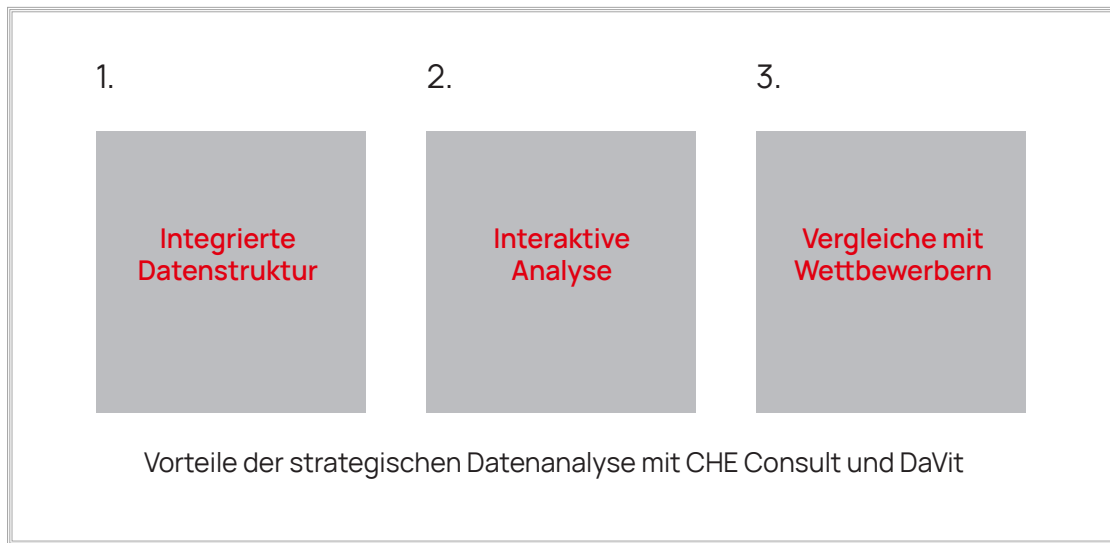 1.
2.
3.
Integrierte
Datenstruktur
Interaktive
Analyse
Vergleiche mit
Wettbewerbern
Vorteile der strategischen Datenanalyse mit CHE Consult und DaVit